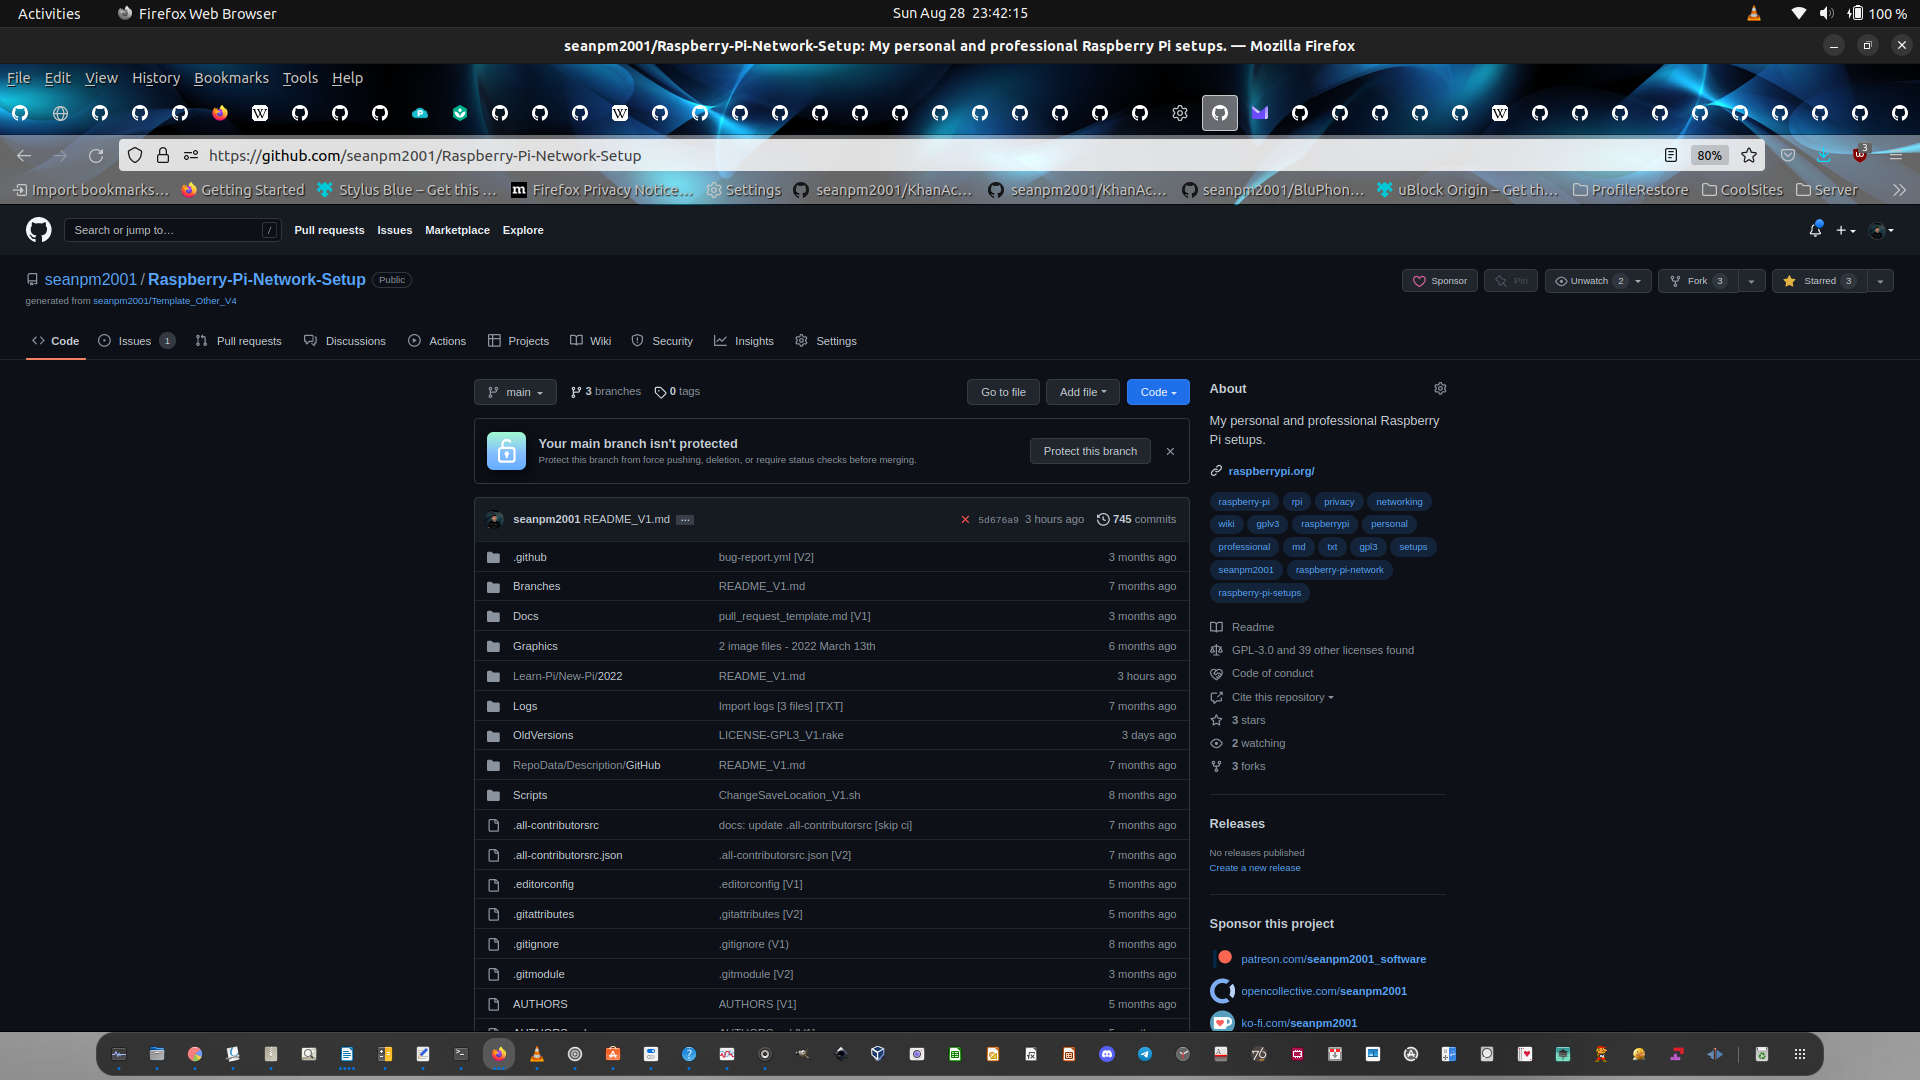 Activities Firefox Web Browser Sun Aug 28 23:42:15 100 %
seanpm2001/Raspberry-Pi-Network-Setup: My personal and professional Raspberry Pi setups. — Mozilla Firefox
File Edit View History Bookmarks Tools Help
https://github.com/seanpm2001/Raspberry-Pi-Network-Setup 80% 3
Import bookmarks… Getting Started Stylus Blue – Get this … Firefox Privacy Notice… Settings seanpm2001/KhanAc… seanpm2001/KhanAc… seanpm2001/BluPhon… uBlock Origin – Get th… ProfileRestore CoolSites Server
Search or jump to… / Pull requests Issues Marketplace Explore
seanpm2001 / Raspberry-Pi-Network-Setup Public Sponsor Pin Unwatch 2 Fork 3 Starred 3
generated from seanpm2001/Template_Other_V4
Code Issues 1 Pull requests Discussions Actions Projects Wiki Security Insights Settings
main 3 branches 0 tags Go to file Add file Code
Your main branch isn't protected
Protect this branch from force pushing, deletion, or require status checks before merging.
Protect this branch
seanpm2001 README_V1.md … 5d676a9 3 hours ago 745 commits
.github bug-report.yml [V2] 3 months ago
Branches README_V1.md 7 months ago
Docs pull_request_template.md [V1] 3 months ago
Graphics 2 image files - 2022 March 13th 6 months ago
Learn-Pi/New-Pi/2022 README_V1.md 3 hours ago
Logs Import logs [3 files] [TXT] 7 months ago
OldVersions LICENSE-GPL3_V1.rake 3 days ago
RepoData/Description/GitHub README_V1.md 7 months ago
Scripts ChangeSaveLocation_V1.sh 8 months ago
.all-contributorsrc docs: update .all-contributorsrc [skip ci] 7 months ago
.all-contributorsrc.json .all-contributorsrc.json [V2] 7 months ago
.editorconfig .editorconfig [V1] 5 months ago
.gitattributes ,gitattributes [V2] 5 months ago
.gitignore .gitignore (V1) 8 months ago
.gitmodule .gitmodule [V2] 3 months ago
AUTHORS AUTHORS [V1] 5 months ago
About
My personal and professional Raspberry
Pi setups.
raspberrypi.org/
raspberry-pi rpi privacy networking
wiki gplv3 raspberrypi personal
professional md txt gpl3 setups
seanpm2001 raspberry-pi-network
raspberry-pi-setups
Readme
GPL-3.0 and 39 other licenses found
Code of conduct
Cite this repository
3 stars
2 watching
3 forks
Releases
No releases published
Create a new release
Sponsor this project
patreon.com/seanpm2001_software
opencollective.com/seanpm2001
ko-fi.com/seanpm2001